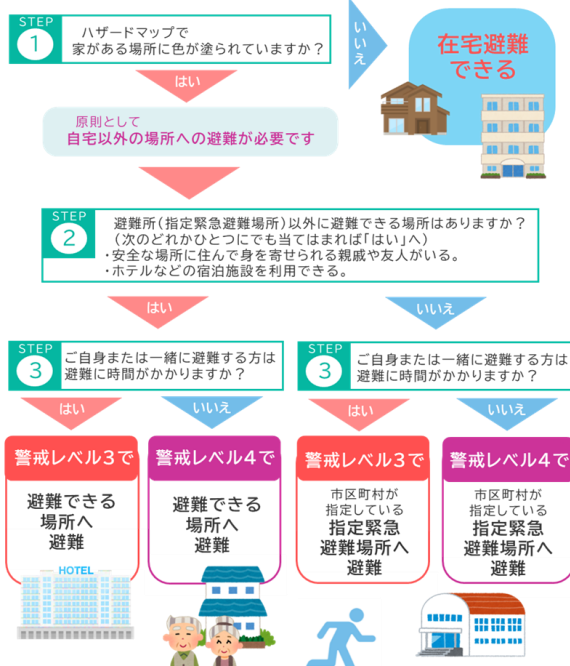 STEP
1
ハザードマップで
家がある場所に色が塗られていますか？
いいえ
在宅避難
できる
はい
原則として
自宅以外の場所への避難が必要です
STEP
2
避難所（指定緊急避難場所）以外に避難できる場所はありますか？
（次のどれかひとつにでも当てはまれば「はい」へ）
・安全な場所に住んで身を寄せられる親戚や友人がいる。
・ホテルなどの宿泊施設を利用できる。
はい
いいえ
STEP
3
ご自身または一緒に避難する方は
避難に時間がかかりますか？
STEP
3
ご自身または一緒に避難する方は
避難に時間がかかりますか？
はい
いいえ
はい
いいえ
警戒レベル3で
避難できる
場所へ
避難
HOTEL
警戒レベル4で
避難できる
場所へ
避難
警戒レベル3で
市区町村が
指定している
指定緊急
避難場所へ
避難
警戒レベル4で
市区町村が
指定している
指定緊急
避難場所へ
避難